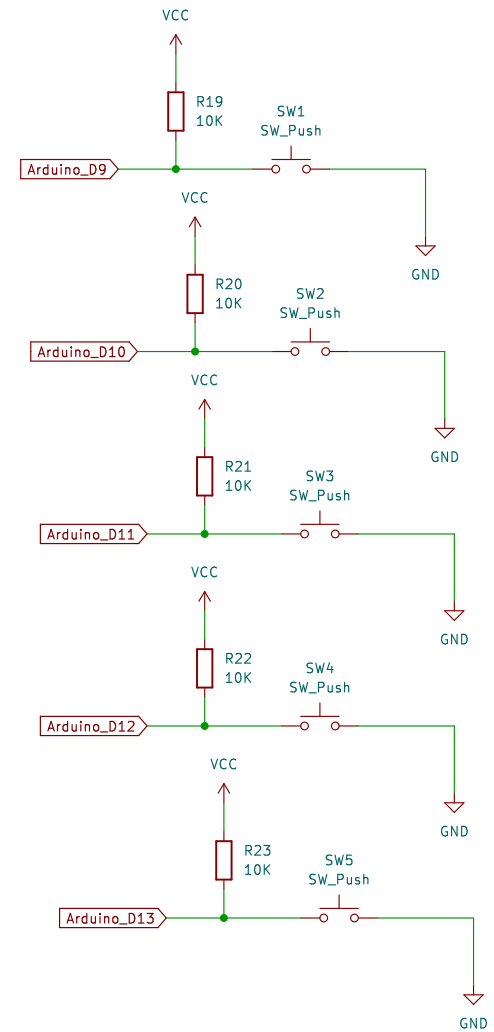 VCC
R19
10K
SW1
SW_Push
Arduino_D9
GND
VCC
R20
10K
SW2
SW_Push
Arduino_D10
GND
VCC
R21
10K
SW3
SW_Push
Arduino_D11
GND
VCC
R22
10K
SW4
SW_Push
Arduino_D12
GND
VCC
R23
10K
SW5
SW_Push
Arduino_D13
GND